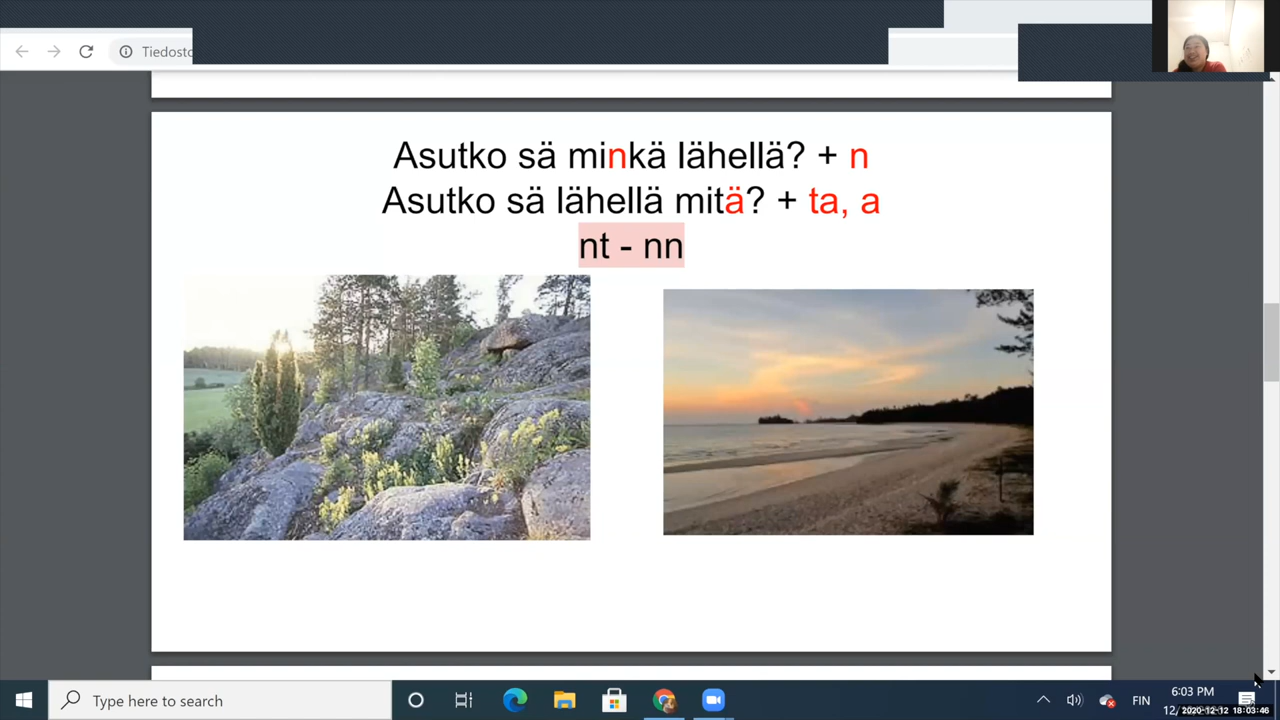 Tiedosto
Asutko sä minkä lähellä? + n
Asutko sä lähellä mitä? + ta, a
nt - nn
Type here to search
FIN
6:03 PM
2020-12-12 18:03:46